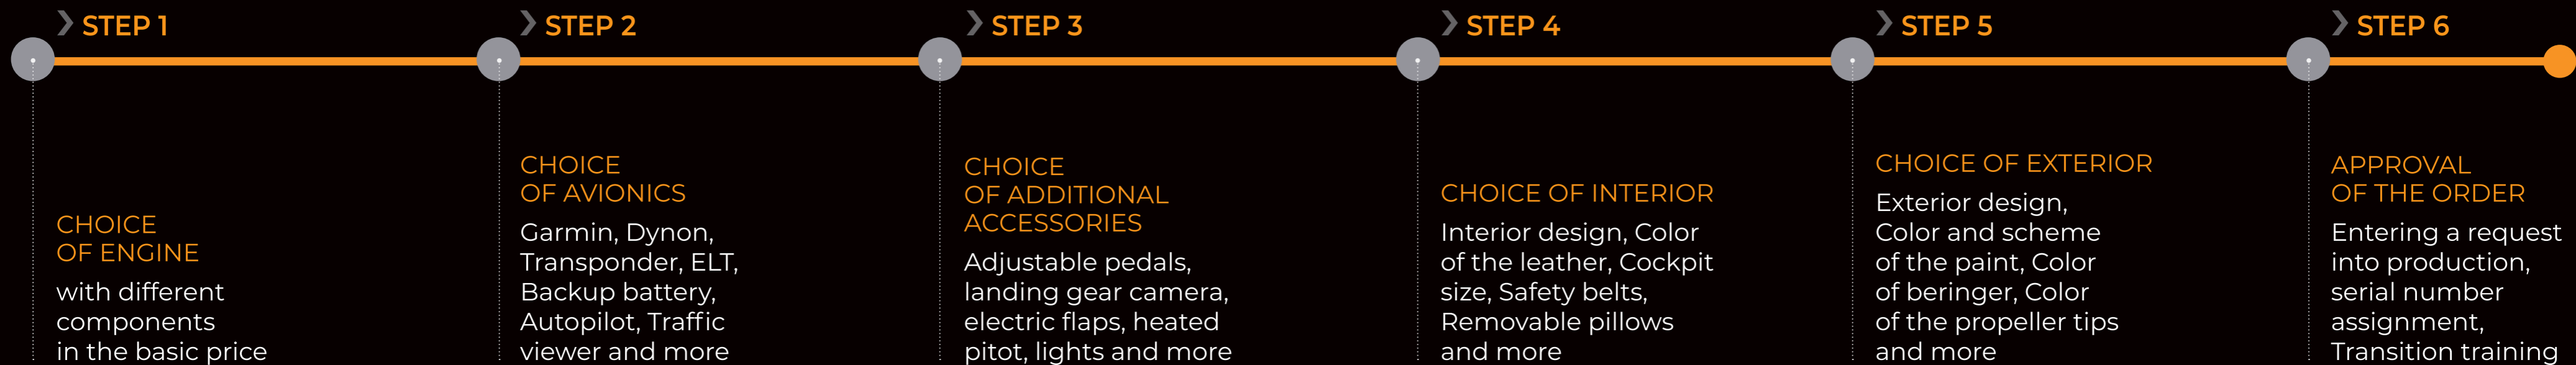 STEP 1
CHOICE
OF ENGINE
with different
components
in the basic price
STEP 2
CHOICE
OF AVIONICS
Garmin, Dynon,
Transponder, ELT,
Backup battery,
Autopilot, Traffic
viewer and more
STEP 3
CHOICE
OF ADDITIONAL
ACCESSORIES
Adjustable pedals,
landing gear camera,
electric flaps, heated
pitot, lights and more
STEP 4
CHOICE OF INTERIOR
Interior design, Color
of the leather, Cockpit
size, Safety belts,
Removable pillows
and more
STEP 5
CHOICE OF EXTERIOR
Exterior design,
Color and scheme
of the paint, Color
of beringer, Color
of the propeller tips
and more
STEP 6
APPROVAL
OF THE ORDER
Entering a request
into production,
serial number
assignment,
Transition training